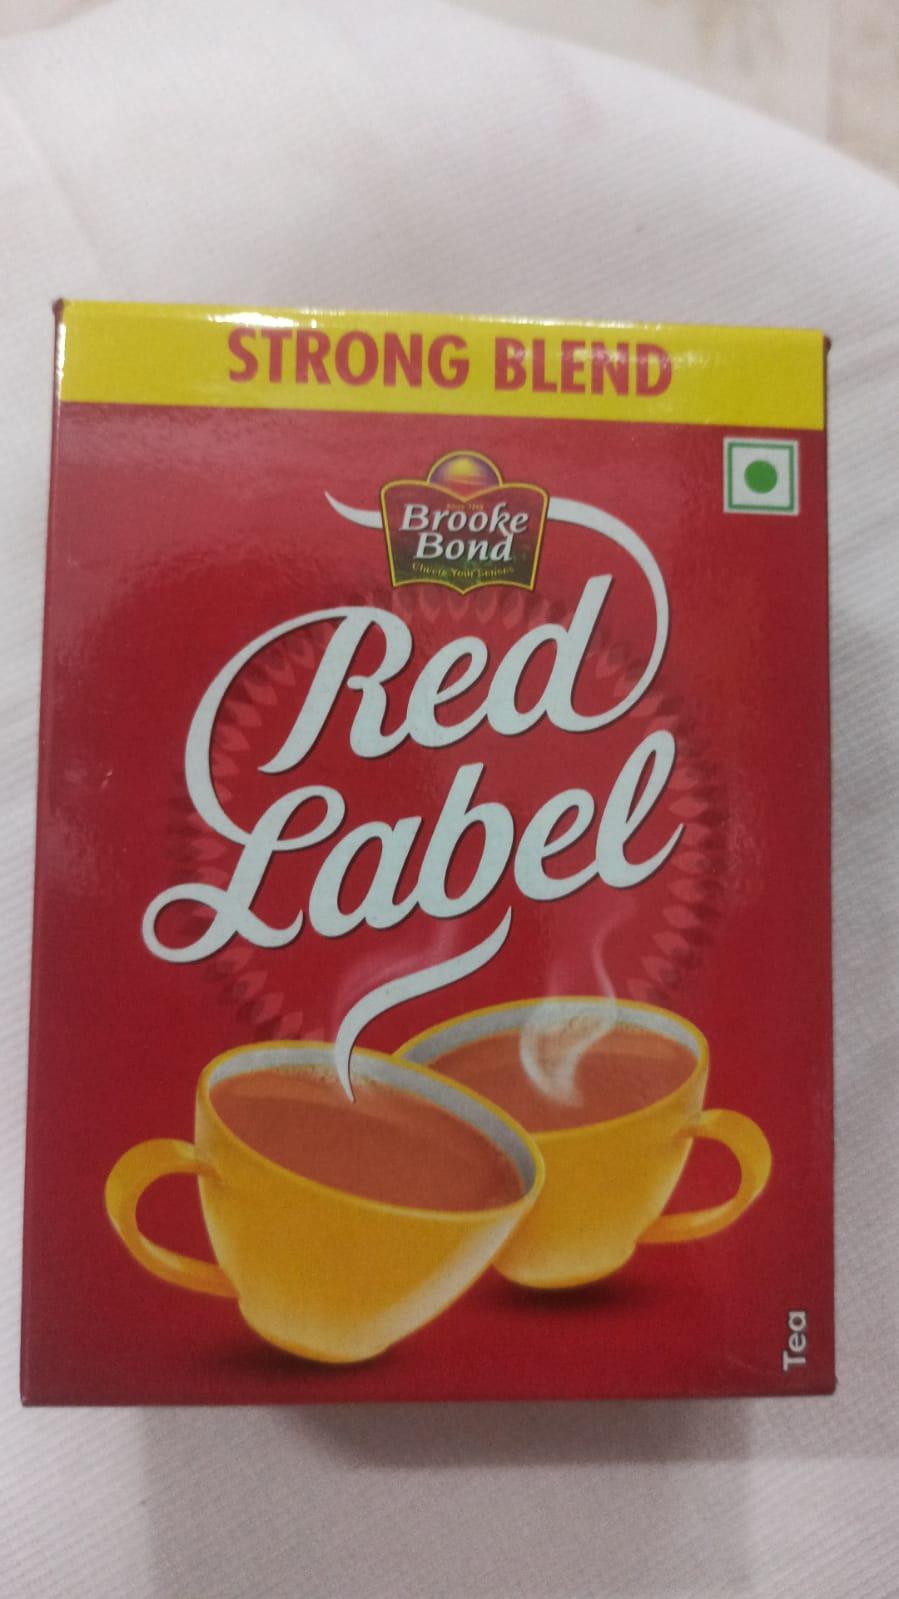 STRONG BLEND
Brooke
Bond
Red
Label
Tea